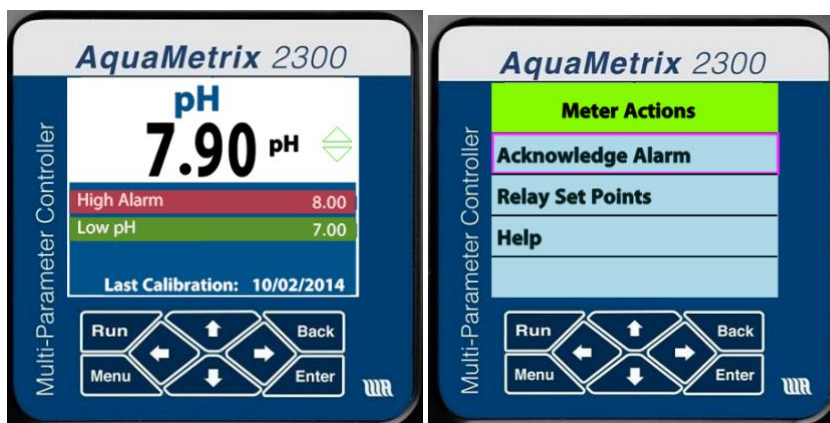 AquaMetrix 2300
pH
7.90 pH
High Alarm 8.00
Low pH 7.00
Last Calibration: 10/02/2014
Multi-Parameter Controller
Run
Back
Menu
Enter
AquaMetrix 2300
Meter Actions
Acknowledge Alarm
Relay Set Points
Help
Multi-Parameter Controller
Run
Back
Menu
Enter